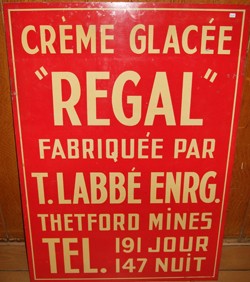 CRÈME GLACÉE
"REGAL"
FABRIQUÉE PAR
T. LABBÉ ENRG.
THETFORD MINES
TEL. 191 JOUR
147 NUIT